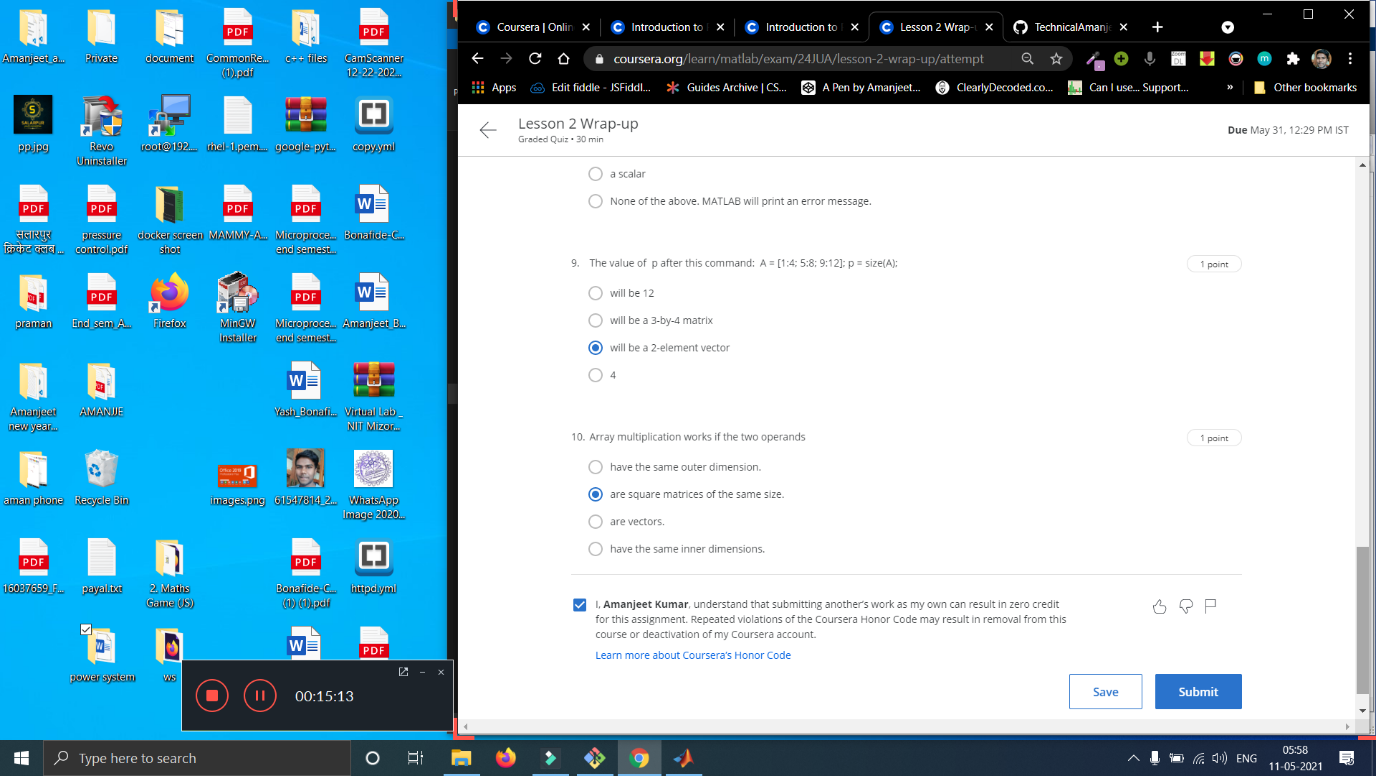 Amanjeet_a...
Private
document
CommonRe...
(1).pdf
c++ files
CamScanner
12-22-202...
pp.jpg
Revo
Uninstaller
root@192....
rhel-1.pem....
google-pyt...
copy.yml
सलारपुर
क्रिकेट क्लब ...
pressure
control.pdf
docker screen
shot
MAMMY-A...
Microproce...
end semest...
Bonafide-C...
praman
End_sem_A...
Firefox
MinGW
Installer
Microproce...
end semest...
Amanjeet_B...
Amanjeet
new year...
AMANJJE
Yash_Bonafi...
Virtual Lab _
NIT Mizor...
aman phone
Recycle Bin
images.png
61547814_2...
WhatsApp
Image 2020...
16037659_F...
payal.txt
2. Maths
Game (JS)
Bonafide-C...
(1) (1).pdf
httpd.yml
power system
ws
00:15:13
Coursera | Onlin
Introduction to
Introduction to
Lesson 2 Wrap-
TechnicalAmanj
coursera.org/learn/matlab/exam/24JUA/lesson-2-wrap-up/attempt
Apps
Edit fiddle - JSFiddl...
Guides Archive | CS...
A Pen by Amanjeet...
ClearlyDecoded.co...
Can I use... Support...
»
Other bookmarks
Lesson 2 Wrap-up
Graded Quiz • 30 min
Due May 31, 12:29 PM IST
a scalar
None of the above. MATLAB will print an error message.
9. The value of p after this command: A = [1:4; 5:8; 9:12]; p = size(A);
1 point
will be 12
will be a 3-by-4 matrix
will be a 2-element vector
4
10. Array multiplication works if the two operands
1 point
have the same outer dimension.
are square matrices of the same size.
are vectors.
have the same inner dimensions.
I, Amanjeet Kumar, understand that submitting another's work as my own can result in zero credit
for this assignment. Repeated violations of the Coursera Honor Code may result in removal from this
course or deactivation of my Coursera account.
Learn more about Coursera's Honor Code
Save
Submit
Type here to search
ENG
05:58
11-05-2021